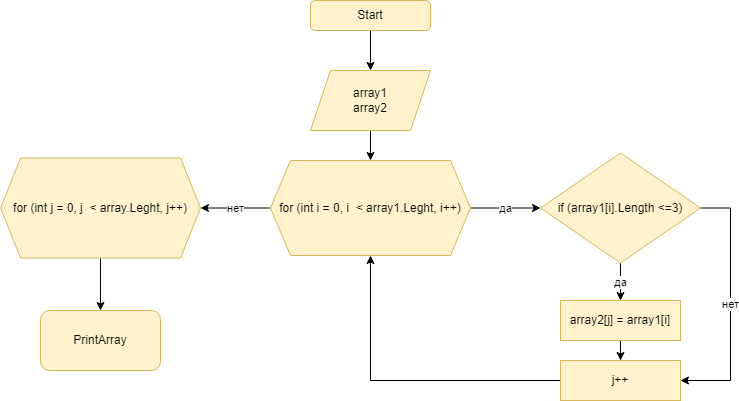 Start
array1
array2
for (int j = 0, j  < array.Leght, j++)
нет
for (int i = 0, i  < array1.Leght, i++)
да
if (array1[i].Length <=3)
да
нет
array2[j] = array1[i]
PrintArray
j++